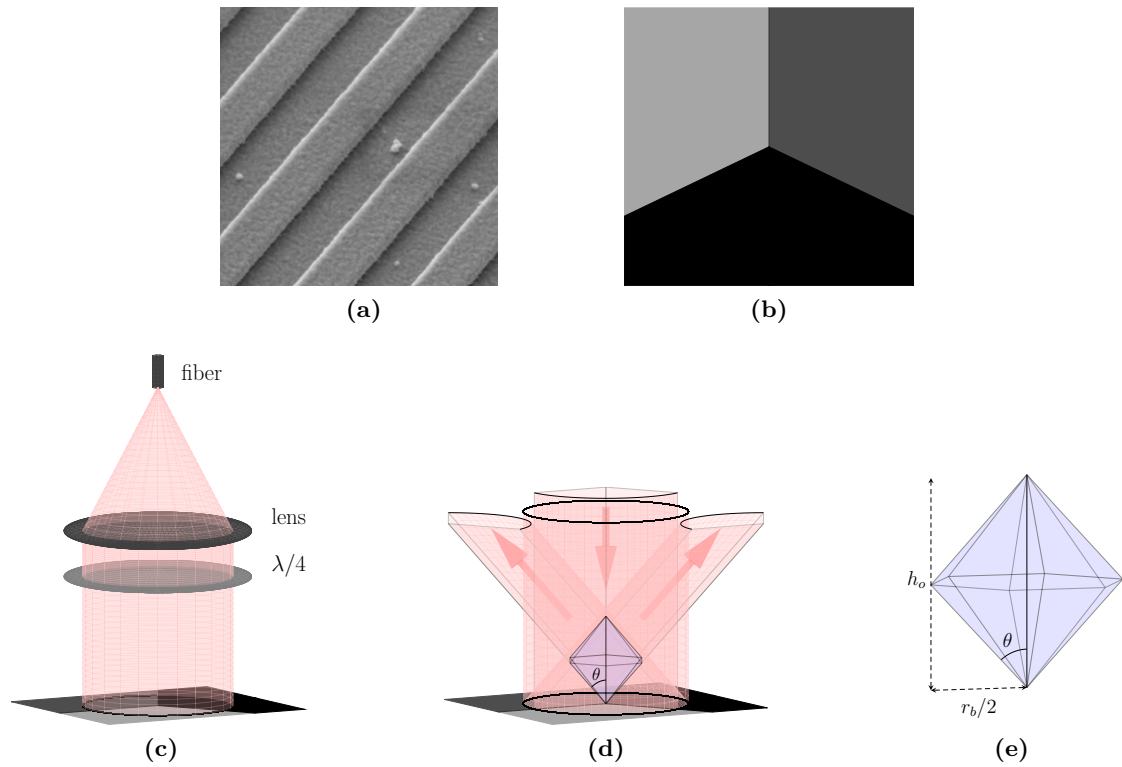 (a)
(b)
fiber
lens
λ/4
(c)
θ
(d)
h_o
θ
r_b/2
(e)